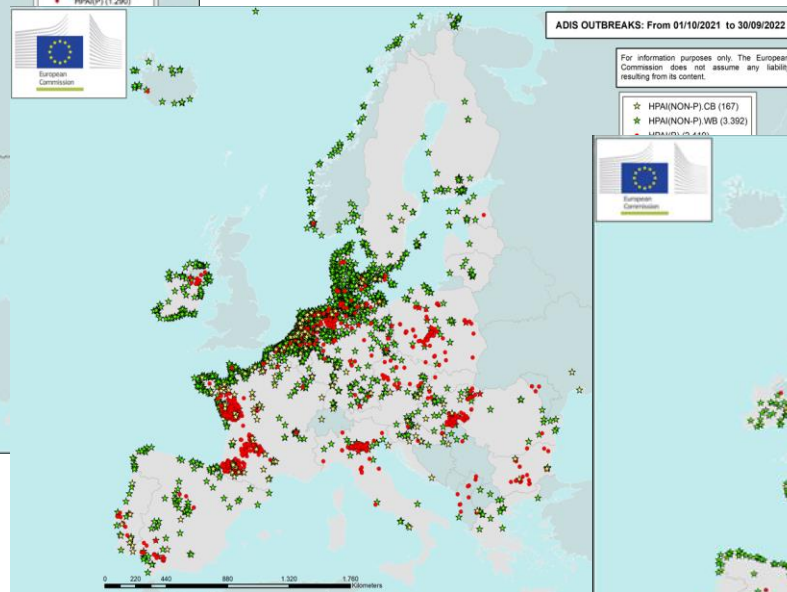 HPAI(P) (1.290)
European
Commission
ADIS OUTBREAKS: From 01/10/2021 to 30/09/2022
For information purposes only. The European
Commission does not assume any liability
resulting from its content.
HPAI(NON-P).CB (167)
HPAI(NON-P).WB (3.392)
European
Commission
0 220 440 880 1.320 1.760
Kilometers